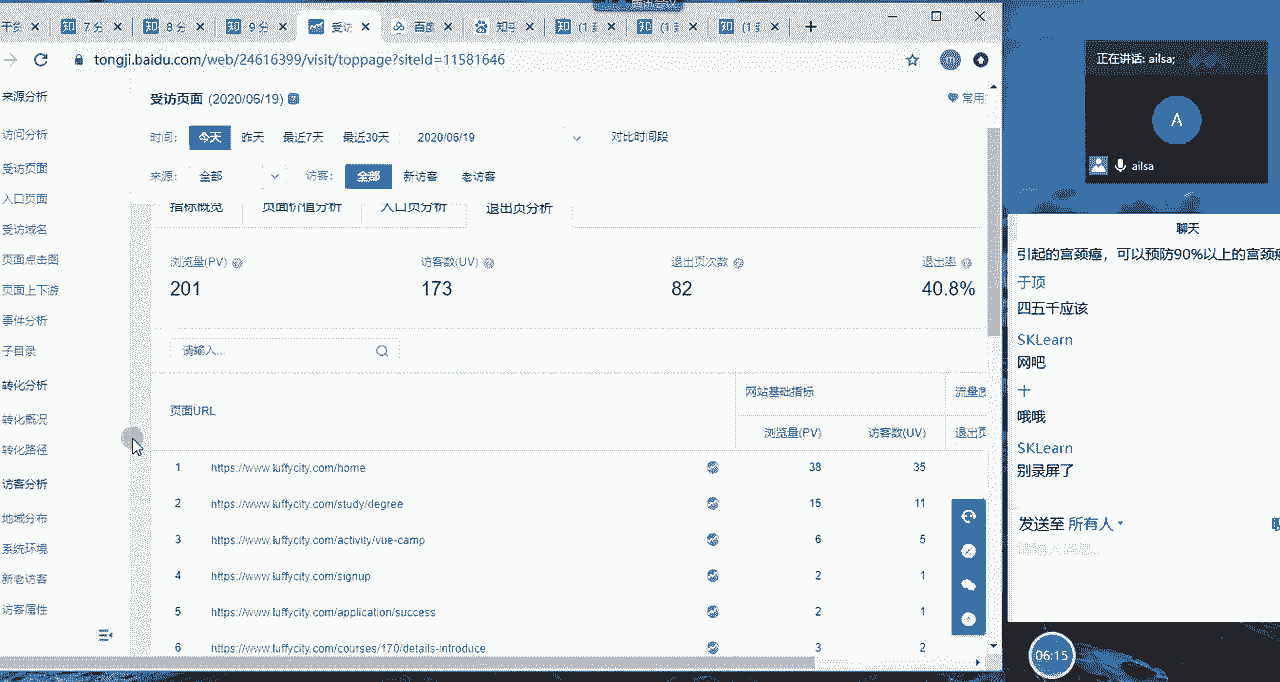 干货
7 分
8 分
9 分
受访
百度
知乎
(1 封
(1 封
(1 封
tongji.baidu.com/web/24616399/visit/toppage?siteId=11581646
来源分析
访问分析
受访页面
入口页面
受访域名
页面点击图
页面上下游
事件分析
子目录
转化分析
转化概况
转化路径
访客分析
地域分布
系统环境
新老访客
访客属性
受访页面 (2020/06/19)
常用
时间: 今天 昨天 最近7天 最近30天 2020/06/19 对比时间段
来源: 全部 访客: 全部 新访客 老访客
指标概览 页面价值分析 入口页分析 退出页分析
浏览量(PV) 访客数(UV) 退出页次数 退出率
201 173 82 40.8%
请输入...
页面URL
网站基础指标
浏览量(PV) 访客数(UV) 退出页
1 https://www.luffycity.com/home 38 35
2 https://www.luffycity.com/study/degree 15 11
3 https://www.luffycity.com/activity/vue-camp 6 5
4 https://www.luffycity.com/signup 2 1
5 https://www.luffycity.com/application/success 2 1
6 https://www.luffycity.com/courses/170/details-introduce 3 2
正在讲话: ailsa;
A
ailsa
聊天
引起的宫颈癌，可以预防90%以上的宫颈癌
于顶
四五千应该
SKLearn
网吧
十
哦哦
SKLearn
别录屏了
发送至 所有人
06:15